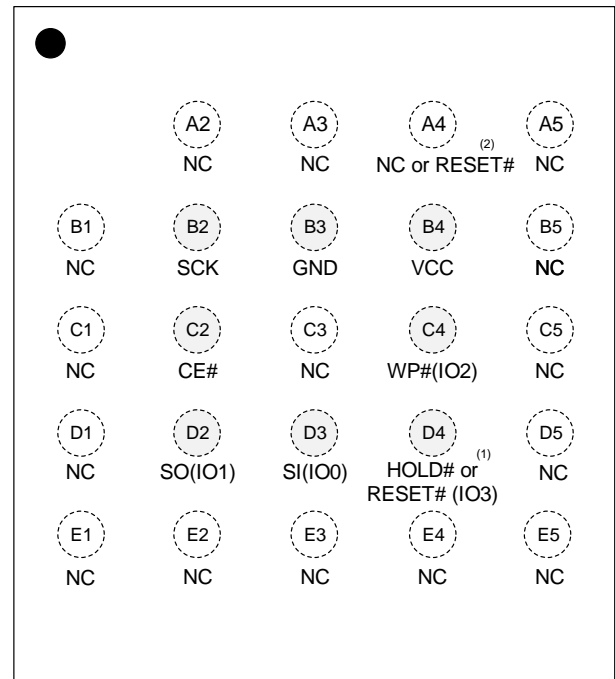 A2 A3 A4 A5
(2)
NC NC NC or RESET# NC
B1 B2 B3 B4 B5
NC SCK GND VCC NC
C1 C2 C3 C4 C5
NC CE# NC WP#(IO2) NC
D1 D2 D3 D4 D5
(1)
NC SO(IO1) SI(IO0) HOLD# or NC
RESET# (IO3)
E1 E2 E3 E4 E5
NC NC NC NC NC